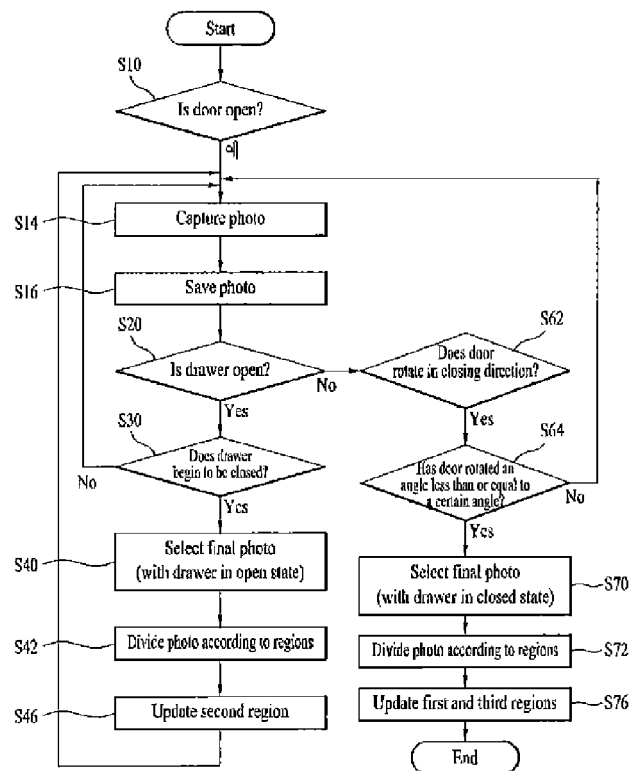 Start
S10
Is door open?
예
S14
Capture photo
S16
Save photo
S20
Is drawer open?
No
Yes
S62
Does door
rotate in closing direction?
Yes
S30
Does drawer
begin to be closed?
No
Yes
S64
Has door rotated an
angle less than or equal to
a certain angle?
No
Yes
S40
Select final photo
(with drawer in open state)
S42
Divide photo according to regions
S46
Update second region
Select final photo
(with drawer in closed state)
S70
Divide photo according to regions
S72
Update first and third regions
S76
End